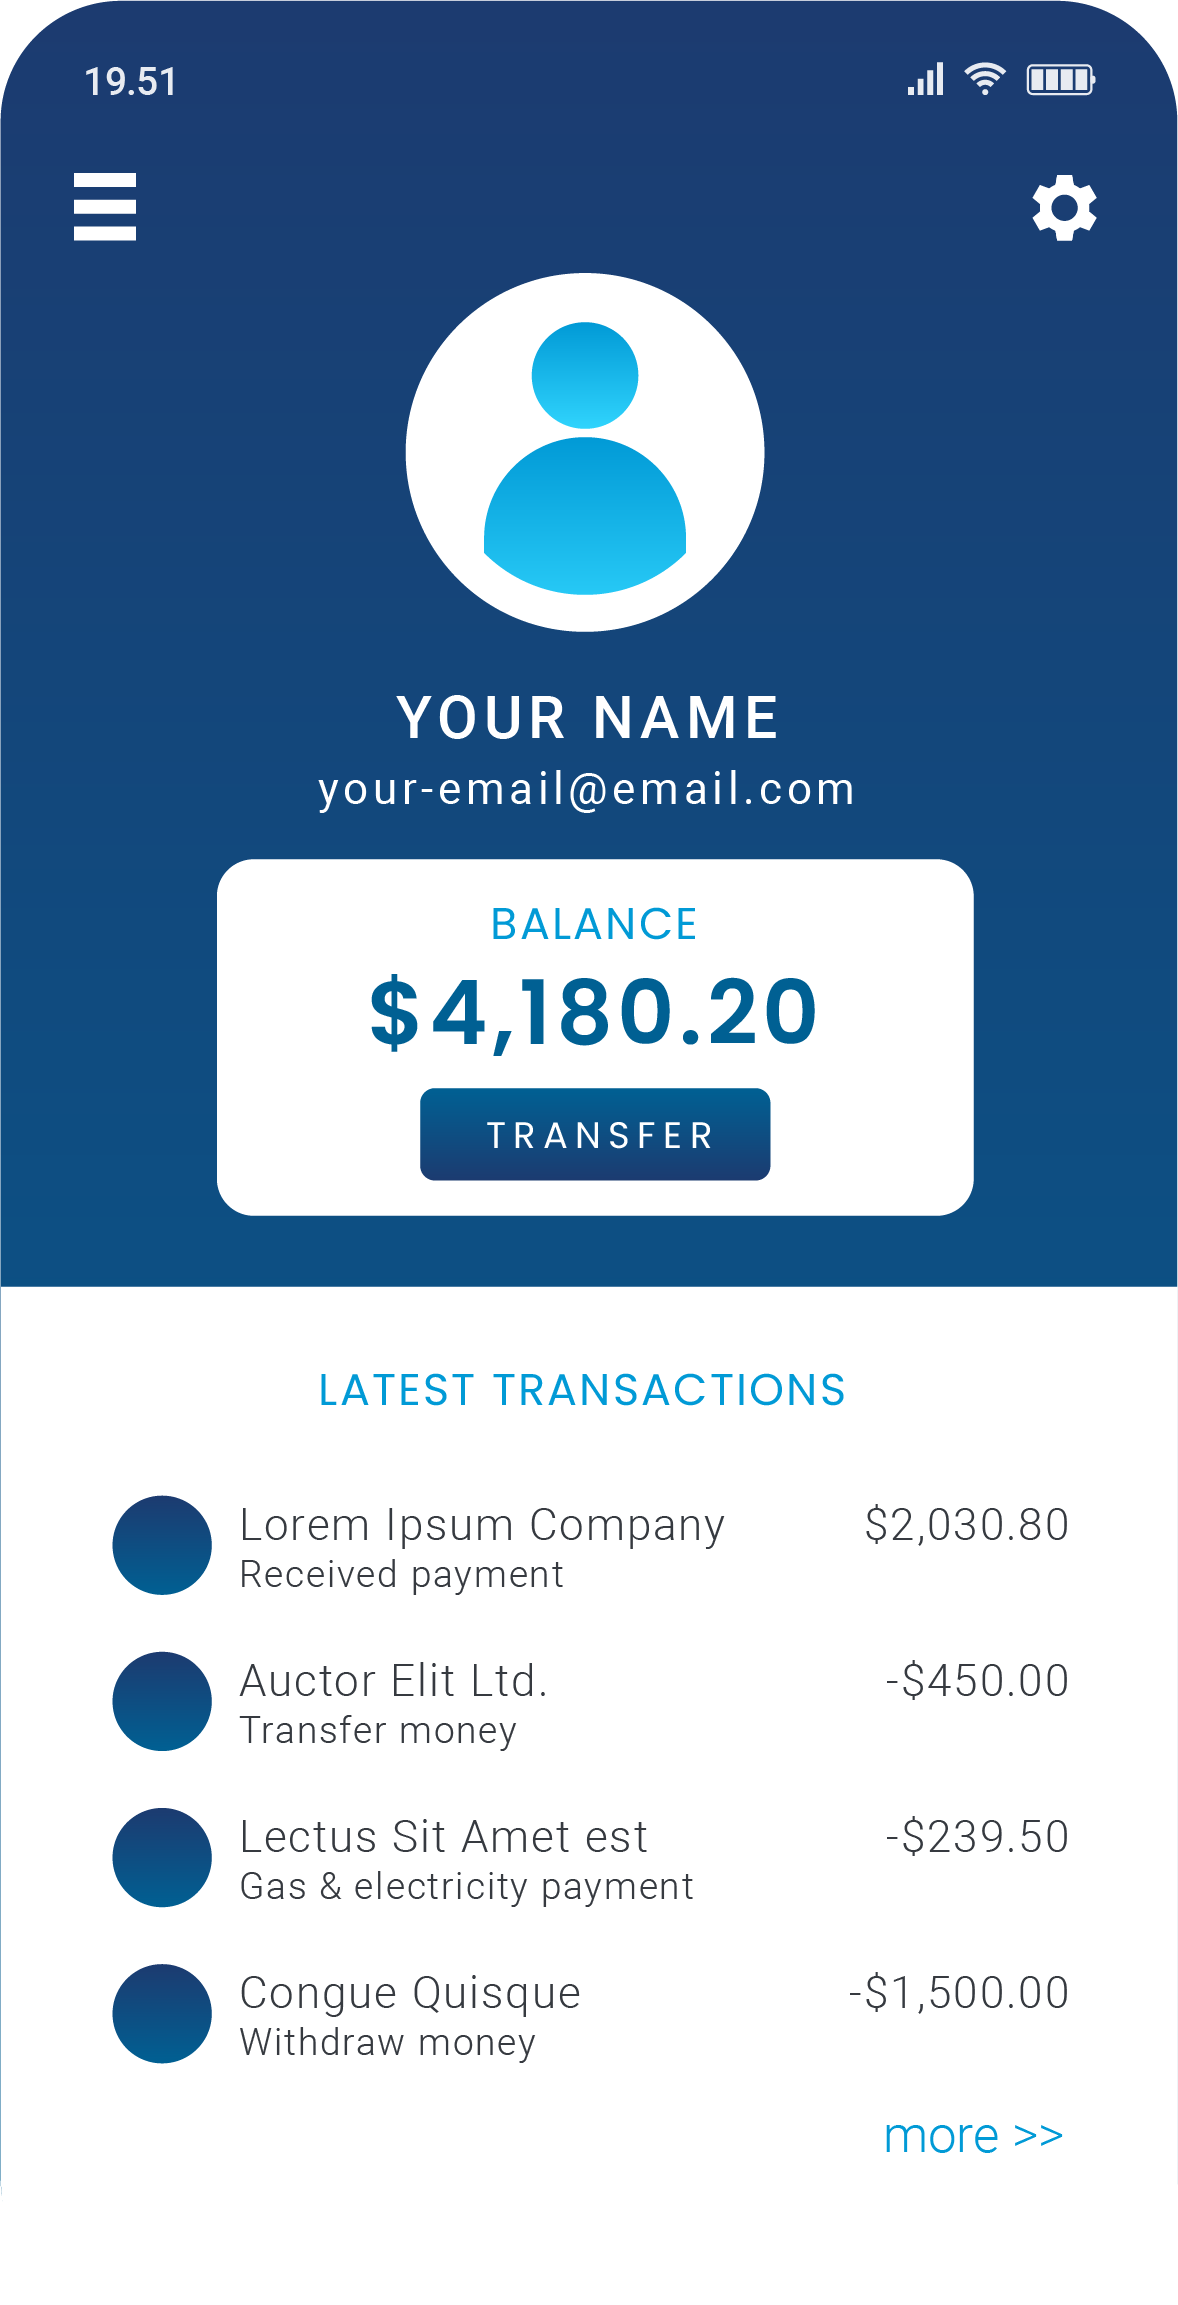 19.51
YOUR NAME
your-email@email.com
BALANCE
$4,180.20
TRANSFER
LATEST TRANSACTIONS
Lorem Ipsum Company $2,030.80
Received payment
Auctor Elit Ltd. -$450.00
Transfer money
Lectus Sit Amet est -$239.50
Gas & electricity payment
Congue Quisque -$1,500.00
Withdraw money
more >>